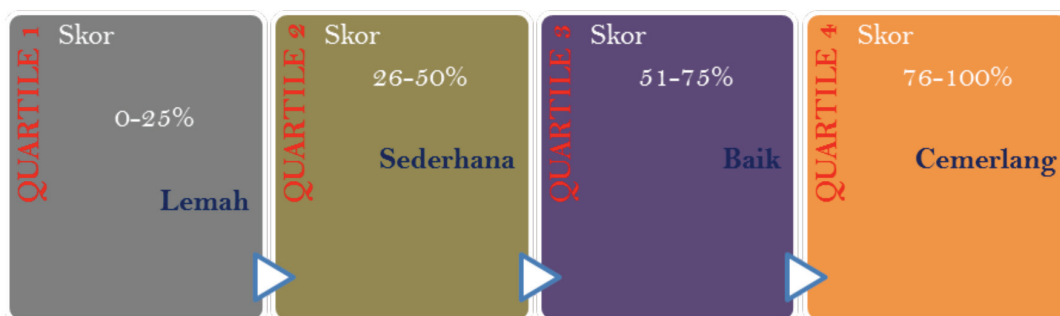 QUARTILE 1
Skor
0-25%
Lemah
QUARTILE 2
Skor
26-50%
Sederhana
QUARTILE 3
Skor
51-75%
Baik
QUARTILE 4
Skor
76-100%
Cemerlang